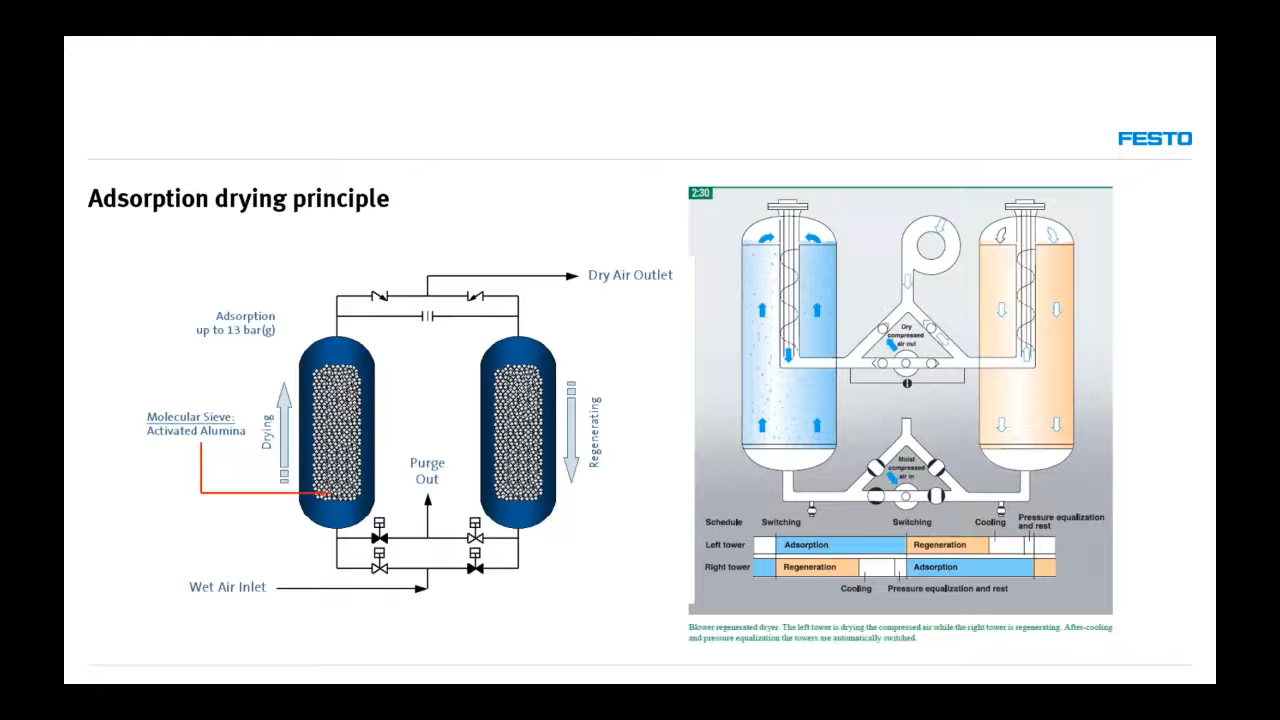 FESTO
Adsorption drying principle
Dry Air Outlet
Adsorption
up to 13 bar(g)
Molecular Sieve:
Activated Alumina
Drying
Regenerating
Purge
Out
Wet Air Inlet
2:30
Dry
compressed
air out
Moist
compressed
air in
Schedule
Switching
Switching
Cooling
Pressure equalization
and rest
Left tower
Adsorption
Regeneration
Right tower
Regeneration
Adsorption
Cooling
Pressure equalization and rest
Blower regenerated dryer. The left tower is drying the compressed air while the right tower is regenerating. After-cooling
and pressure equalization the towers are automatically switched.